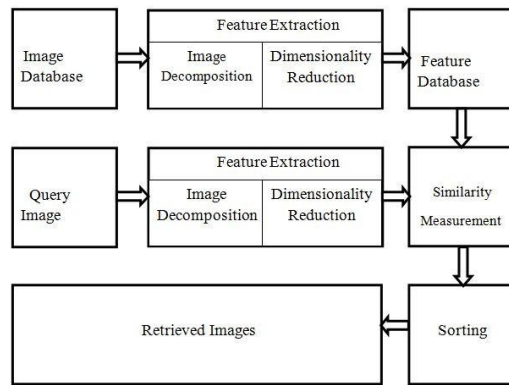 Image
Database
Feature Extraction
Image
Decomposition
Dimensionality
Reduction
Feature
Database
Query
Image
Feature Extraction
Image
Decomposition
Dimensionality
Reduction
Similarity
Measurement
Retrieved Images
Sorting